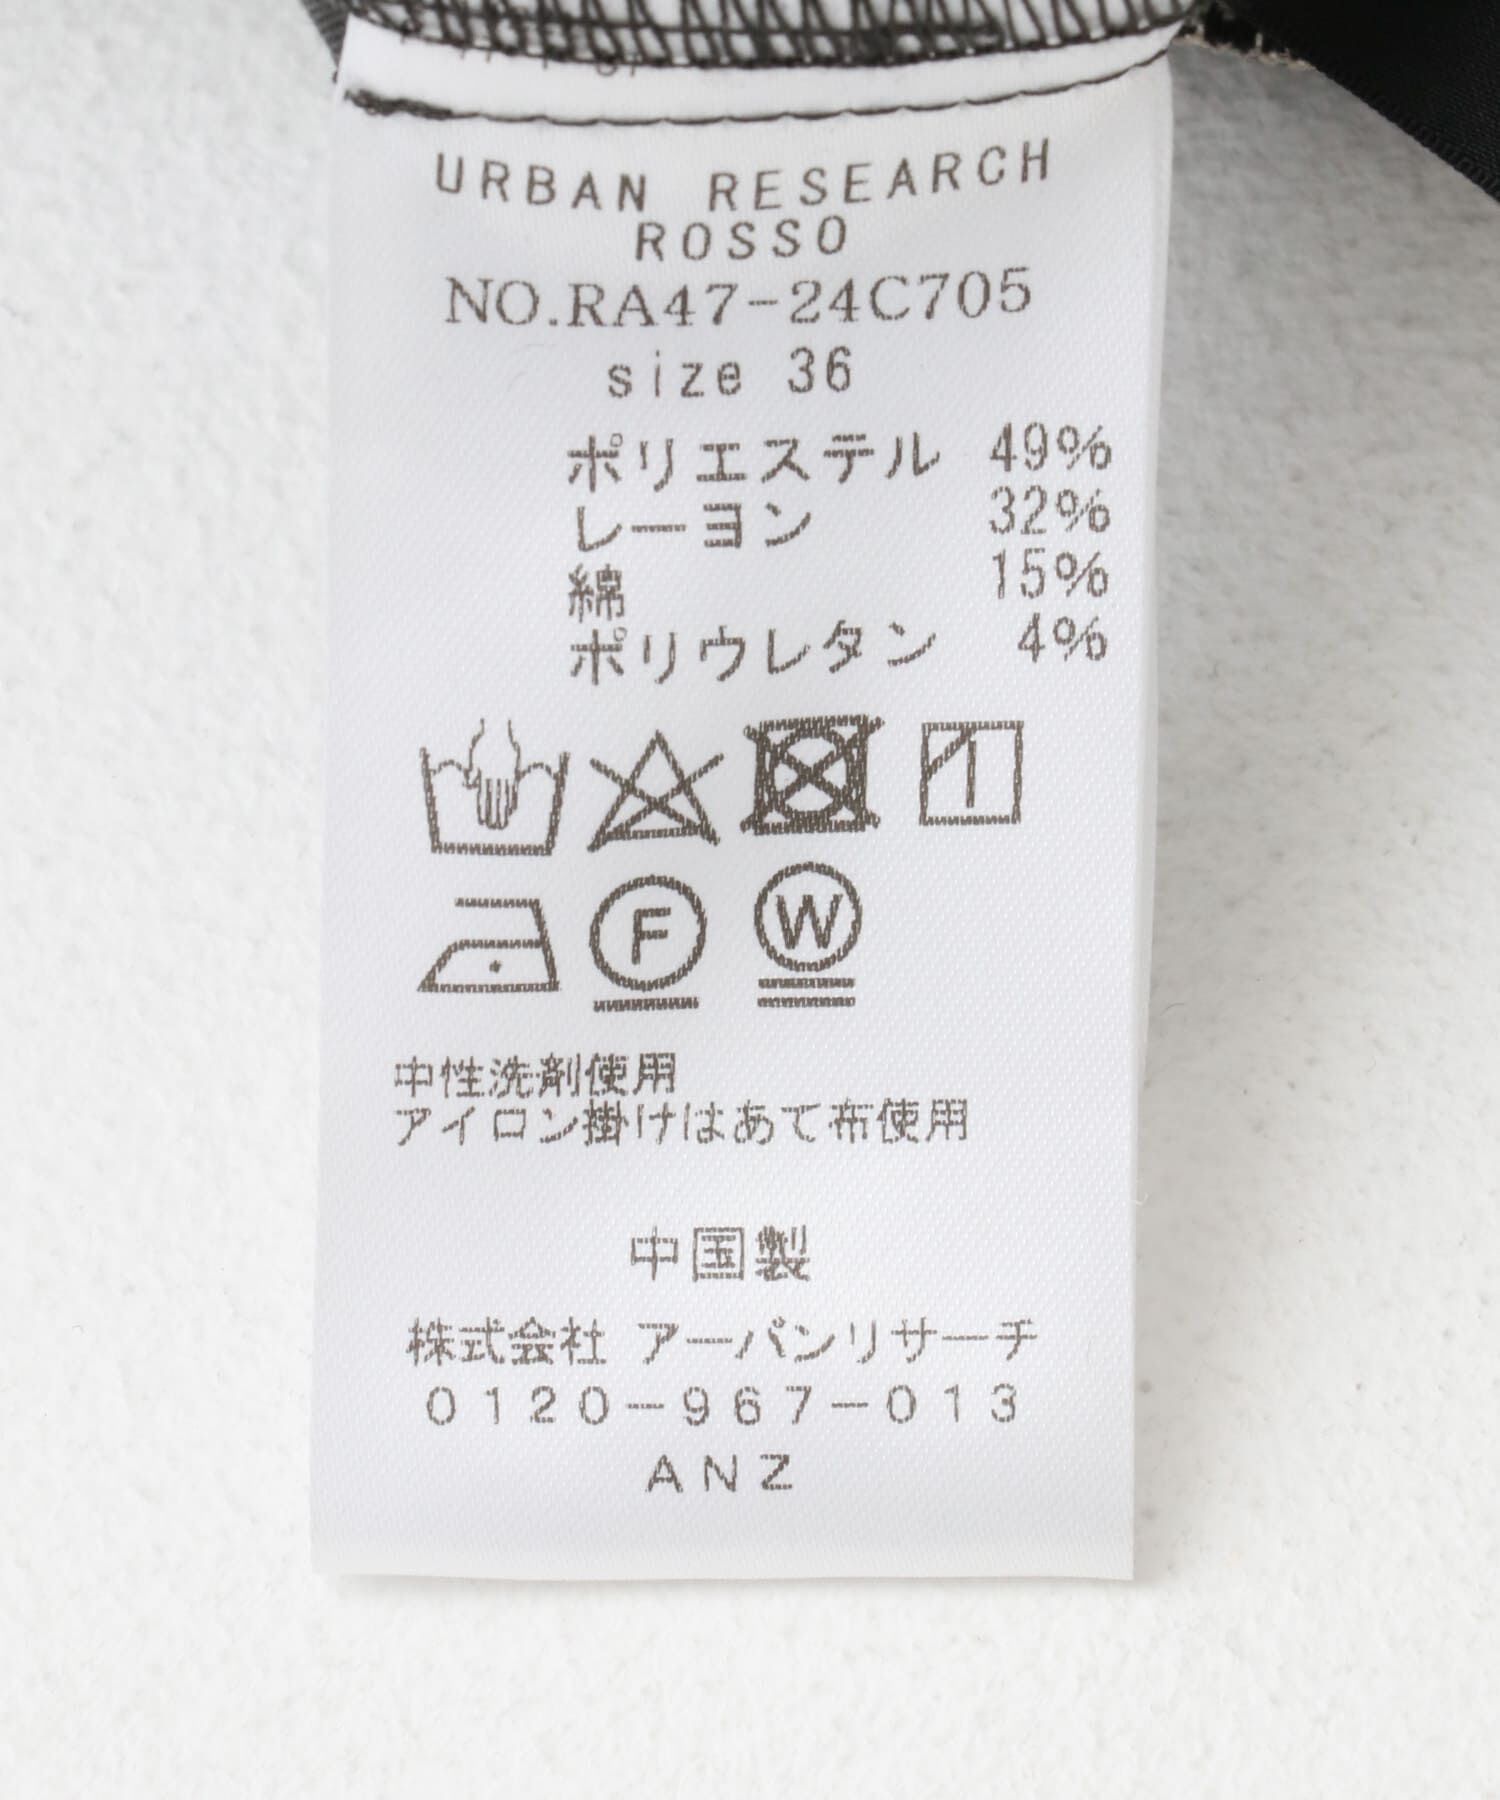 URBAN RESEARCH
ROSSO
NO.RA47-24C705
size 36
ポリエステル 49%
レーヨン 32%
綿 15%
ポリウレタン 4%
F W
中性洗剤使用
アイロン掛けはあて布使用
中国製
株式会社 アーバンリサーチ
0120-967-013
ANZ